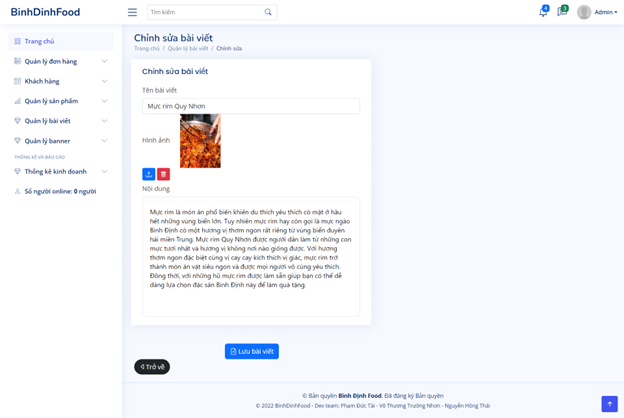 BinhDinhFood
Tìm kiếm
4
3
Admin
Trang chủ
Quản lý đơn hàng
Khách hàng
Quản lý sản phẩm
Quản lý bài viết
Quản lý banner
THỐNG KÊ VÀ BÁO CÁO
Thống kê kinh doanh
Số người online: 0 người
Chỉnh sửa bài viết
Trang chủ / Quản lý bài viết / Chỉnh sửa
Chỉnh sửa bài viết
Tên bài viết
Mực rim Quy Nhơn
Hình ảnh
Nội dung
Mực rim là món ăn phổ biến khiến du thích yêu thích có mặt ở hầu
hết những vùng biển lớn. Tuy nhiên mực rim hay còn gọi là mực ngào
Bình Định có một hương vị thơm ngon rất riêng từ vùng biển duyên
hải miền Trung. Mực rim Quy Nhơn được người dân làm từ những con
mực tươi nhất và hương vị không nơi nào giống được. Với hương
thơm ngon đặc biệt cùng vị cay cay kích thích vị giác, mực rim trở
thành món ăn vặt siêu ngon và được mọi người vô cùng yêu thích.
Đồng thời, với những hũ mực rim được làm sẵn giúp bạn có thể dễ
dàng lựa chọn đặc sản Bình Định này để làm quà tặng.
Lưu bài viết
Trở về
© Bản quyền Bình Định Food. Đã đăng ký Bản quyền
© 2022 BinhDinhFood - Dev team: Phạm Đức Tài - Võ Thương Trường Nhơn - Nguyễn Hồng Thái